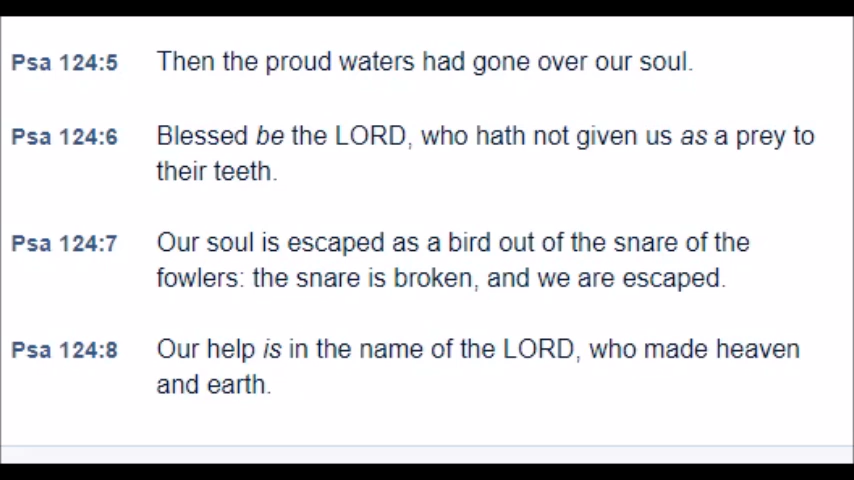 Psa 124:5 Then the proud waters had gone over our soul.
Psa 124:6 Blessed be the LORD, who hath not given us as a prey to
their teeth.
Psa 124:7 Our soul is escaped as a bird out of the snare of the
fowlers: the snare is broken, and we are escaped.
Psa 124:8 Our help is in the name of the LORD, who made heaven
and earth.